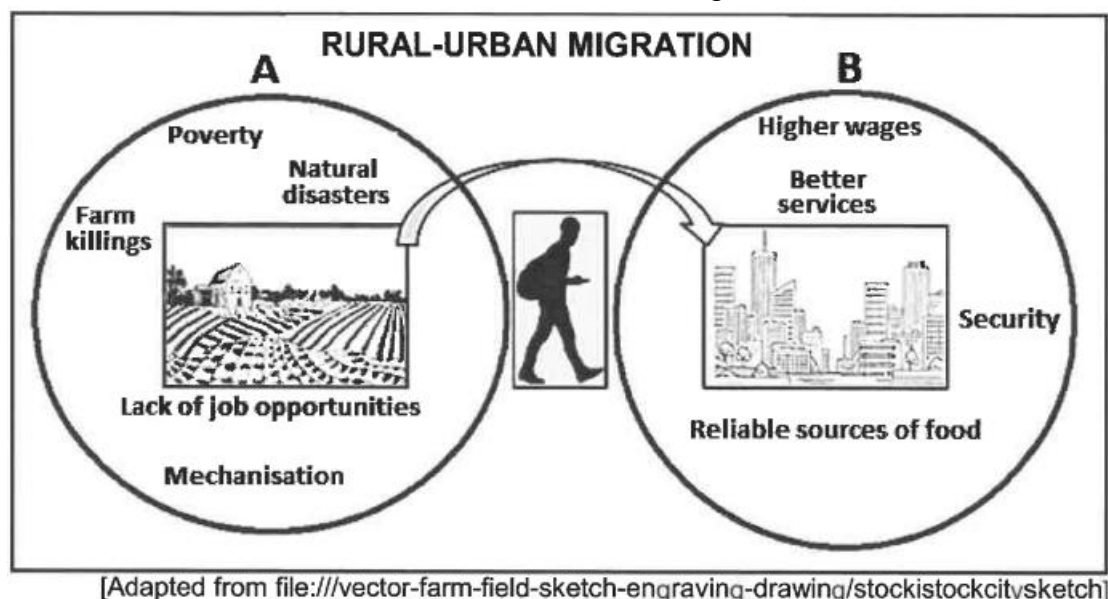 RURAL-URBAN MIGRATION
A
B
Poverty
Natural
disasters
Farm
killings
Lack of job opportunities
Mechanisation
Higher wages
Better
services
Security
Reliable sources of food
[Adapted from file:///vector-farm-field-sketch-engraving-drawing/stockistockcitysketch]